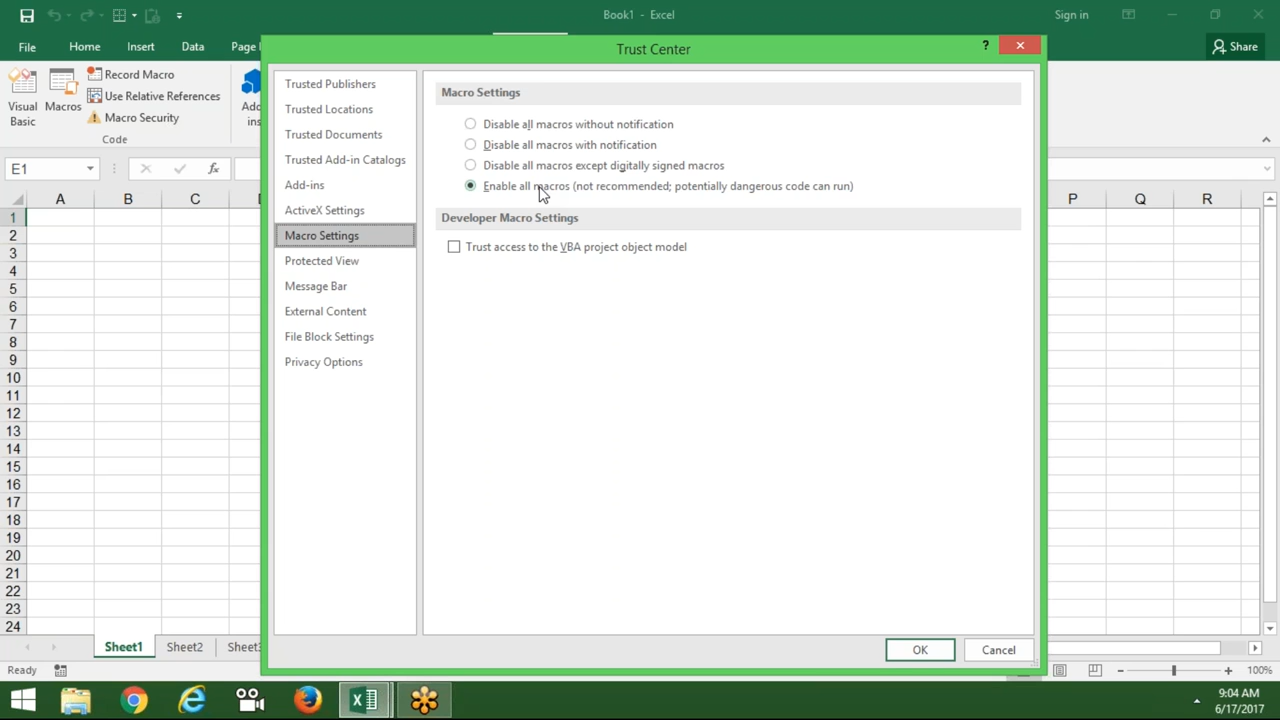 Book1 - Excel
Sign in
File
Home
Insert
Data
Page
Share
Visual Basic
Macros
Record Macro
Use Relative References
Macro Security
Add-
ins
Code
E1
fx
A B C
P Q R
1
2
3
4
5
6
7
8
9
10
11
12
13
14
15
16
17
18
19
20
21
22
23
24
Trust Center
?
Trusted Publishers
Trusted Locations
Trusted Documents
Trusted Add-in Catalogs
Add-ins
ActiveX Settings
Macro Settings
Protected View
Message Bar
External Content
File Block Settings
Privacy Options
Macro Settings
Disable all macros without notification
Disable all macros with notification
Disable all macros except digitally signed macros
Enable all macros (not recommended; potentially dangerous code can run)
Developer Macro Settings
Trust access to the VBA project object model
OK
Cancel
Sheet1
Sheet2
Sheet3
Ready
100%
9:04 AM
6/17/2017